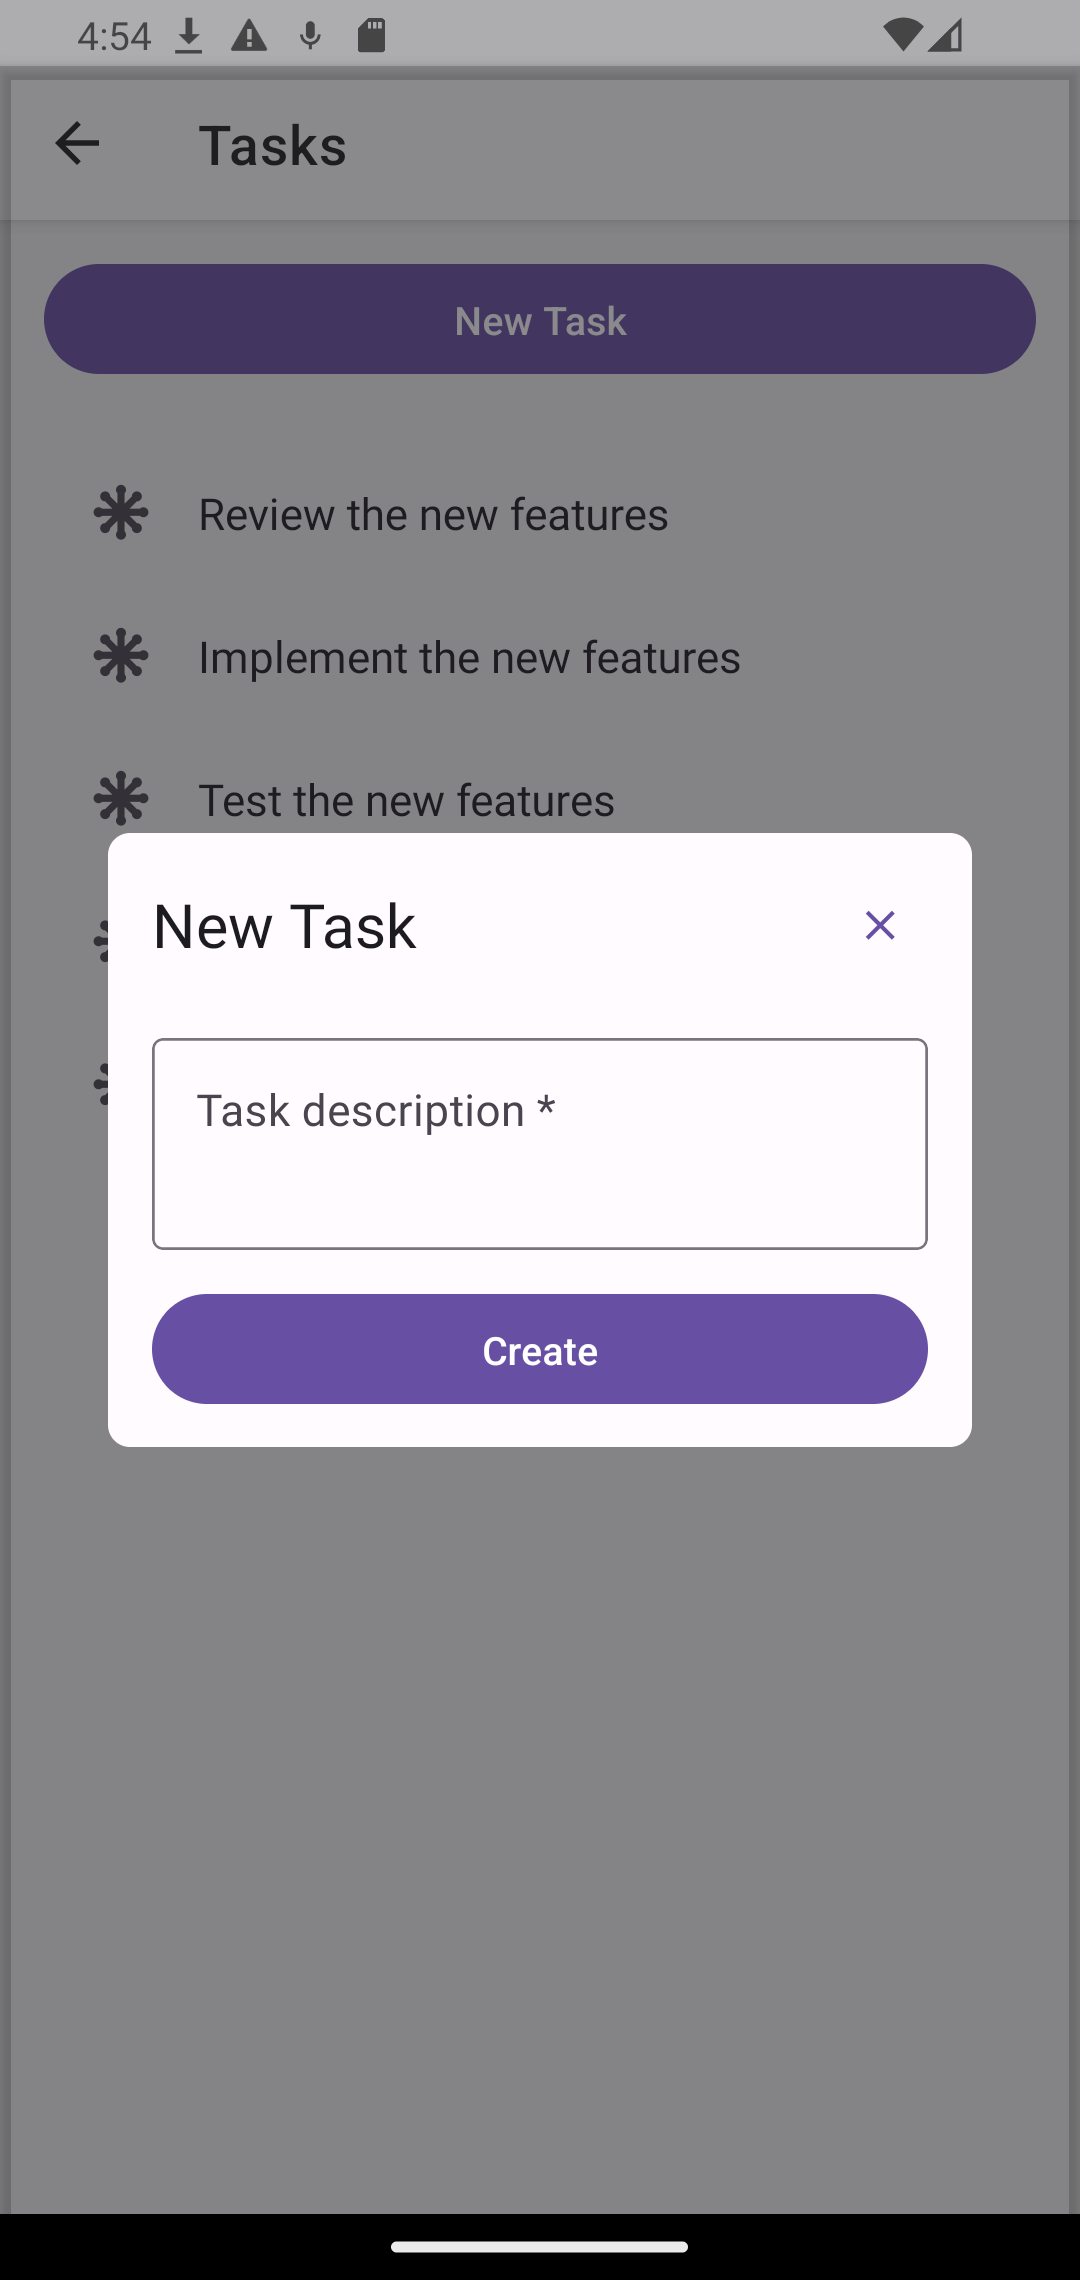 4:54
Tasks
New Task
Review the new features
Implement the new features
Test the new features
New Task
Task description *
Create